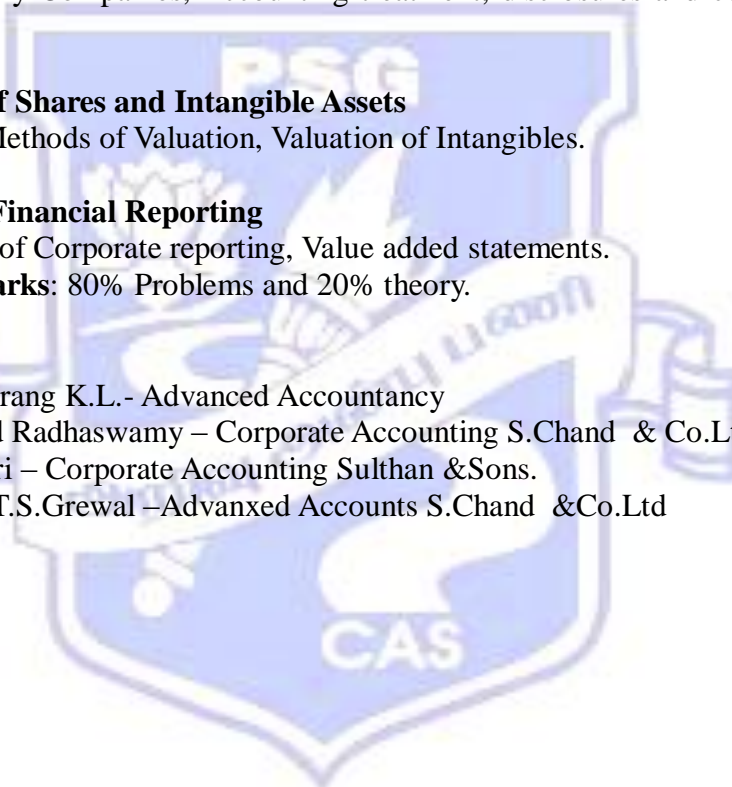 PSG
of Shares and Intangible Assets
Methods of Valuation, Valuation of Intangibles.
Financial Reporting
of Corporate reporting, Value added statements.
arks: 80% Problems and 20% theory.
rang K.L.- Advanced Accountancy
d Radhaswamy – Corporate Accounting S.Chand & Co.Lt
ri – Corporate Accounting Sulthan &Sons.
T.S.Grewal –Advanxed Accounts S.Chand &Co.Ltd
CAS